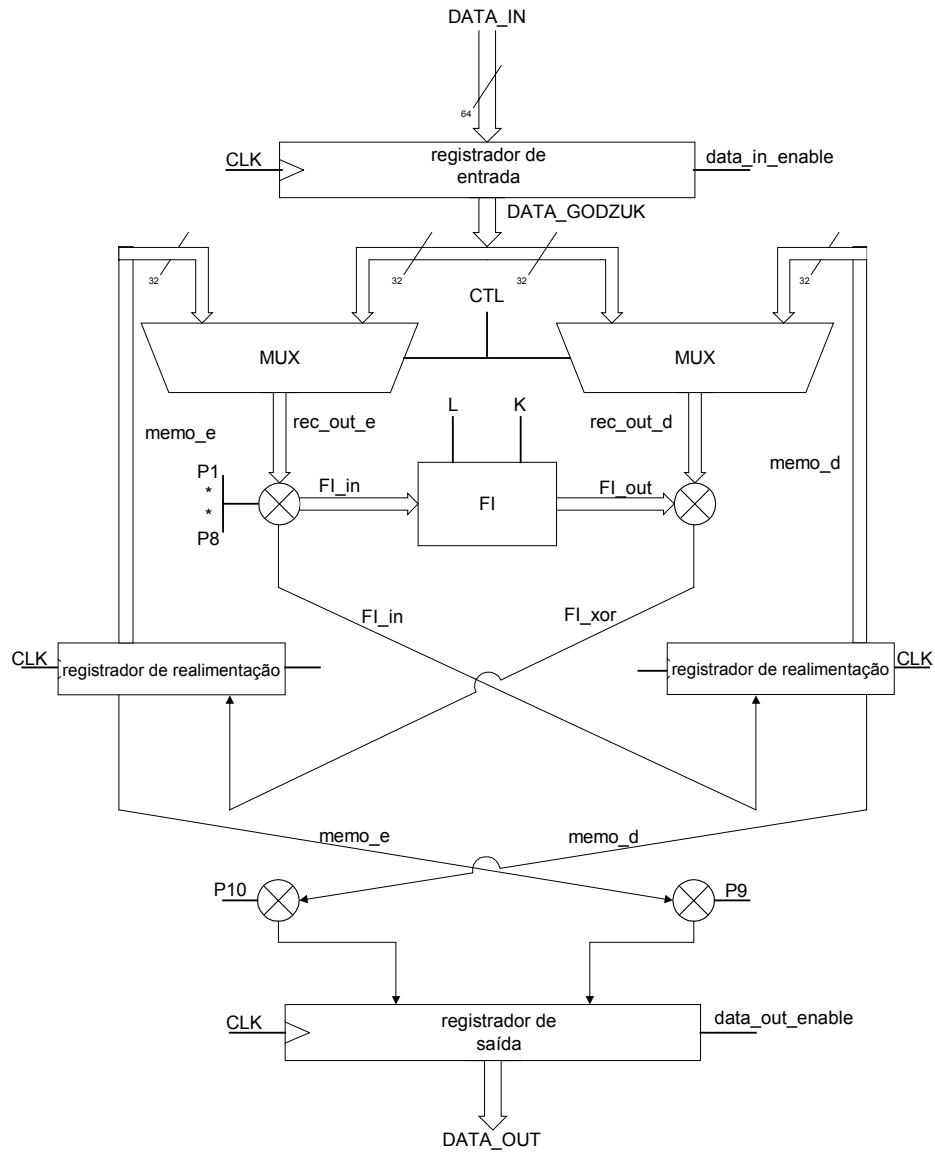 DATA_IN
64
CLK
registrador de
entrada
data_in_enable
DATA_GODZUK
32
32
32
32
CTL
MUX
MUX
memo_e
rec_out_e
L
K
rec_out_d
memo_d
P1
*
*
P8
FI_in
FI
FI_out
FI_in
FI_xor
CLK
registrador de realimentação
registrador de realimentação
CLK
memo_e
memo_d
P10
P9
CLK
registrador de
saída
data_out_enable
DATA_OUT